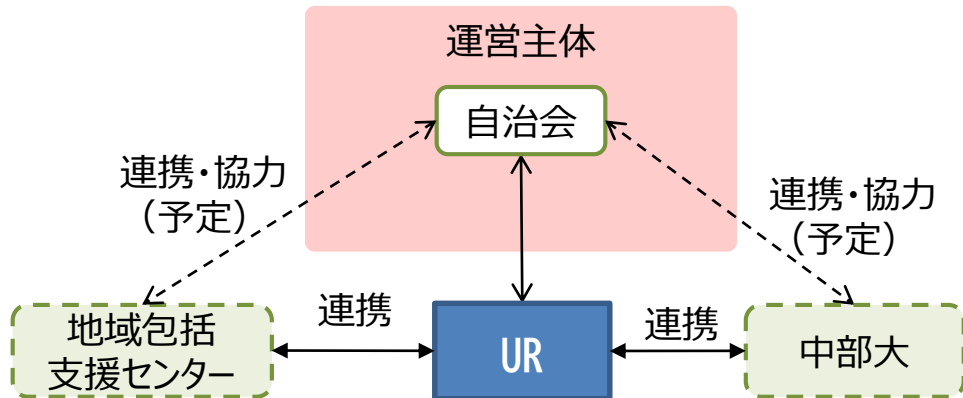 運営主体
自治会
連携・協力
（予定）
連携・協力
（予定）
地域包括
支援センター
連携
UR
連携
中部大